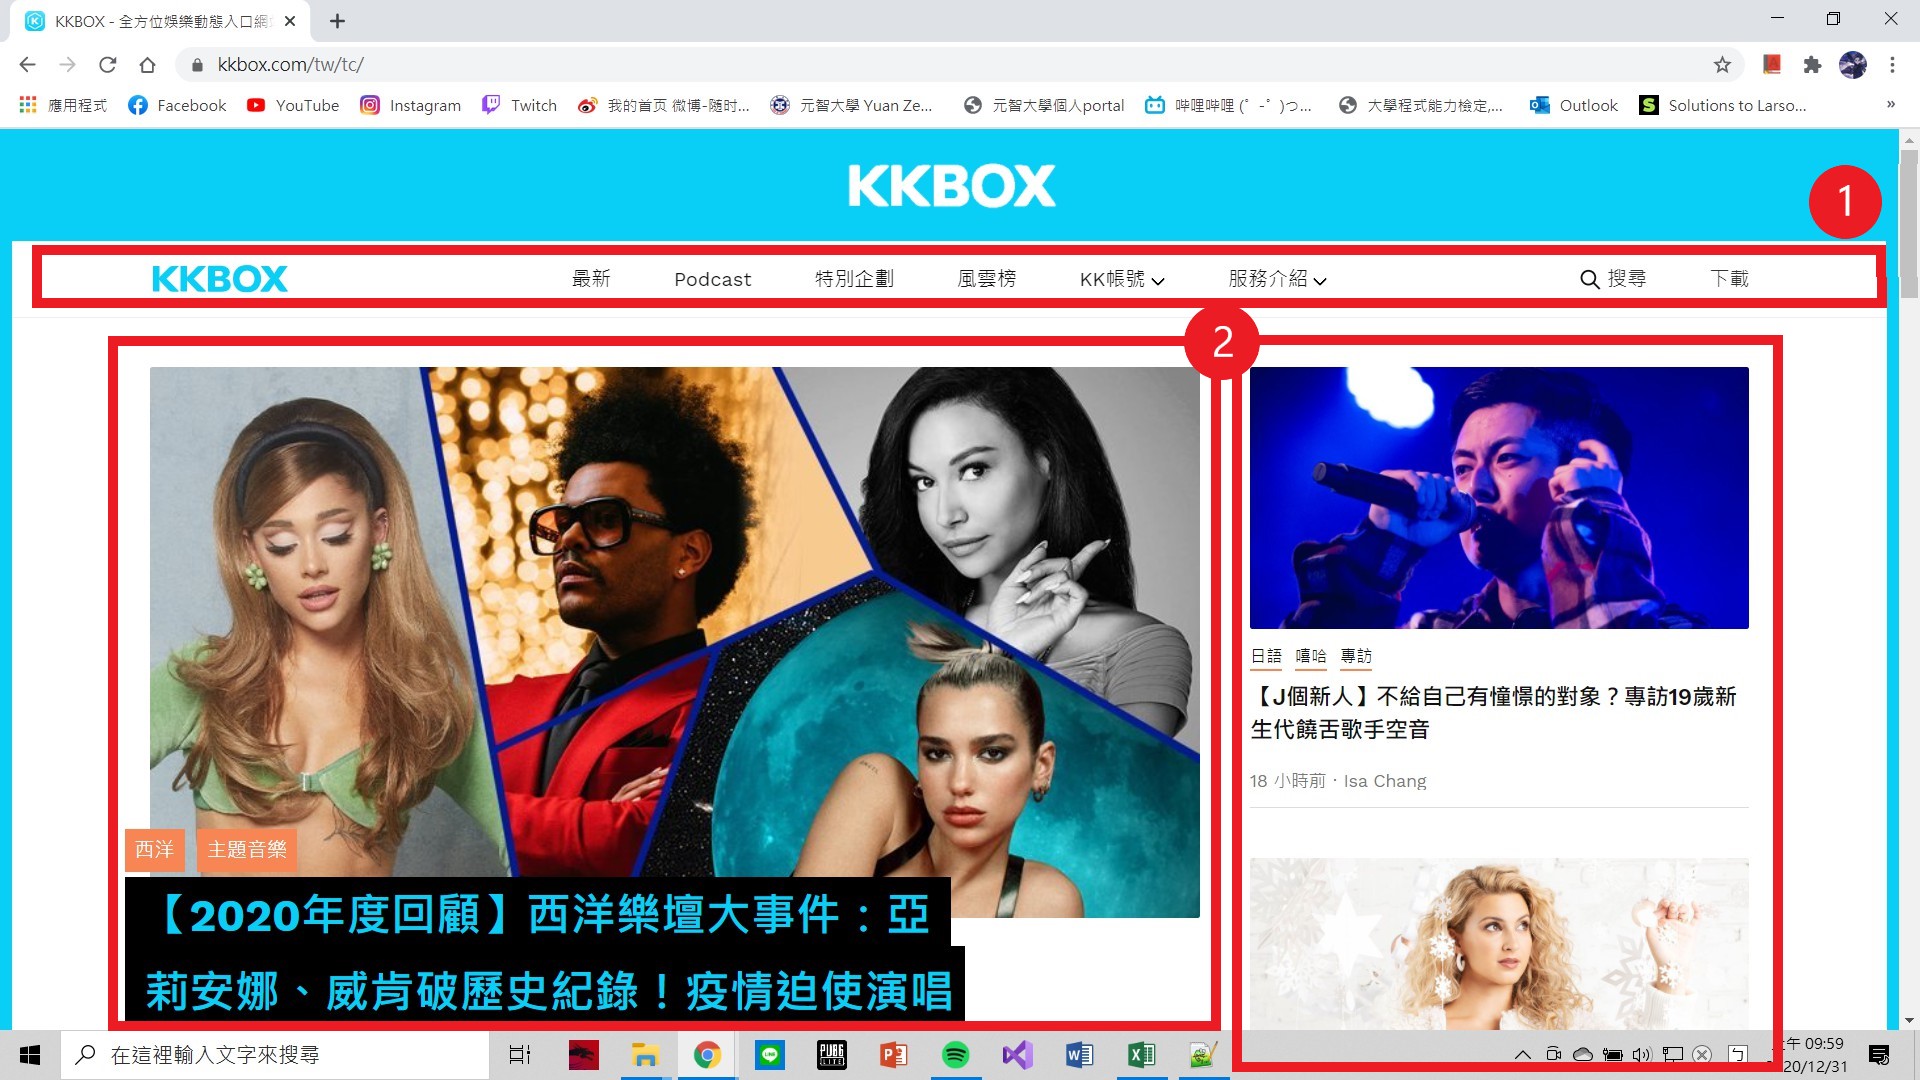 KKBOX - 全方位娛樂動態入口網
kkbox.com/tw/tc/
應用程式 Facebook YouTube Instagram Twitch 我的首页 微博-随时... 元智大學 Yuan Ze... 元智大學個人portal 哔哩哔哩 (゜-゜)つ... 大學程式能力檢定,... Outlook Solutions to Larso... »
KKBOX
1
KKBOX 最新 Podcast 特別企劃 風雲榜 KK帳號 服務介紹 搜尋 下載
2
西洋 主題音樂
【2020年度回顧】西洋樂壇大事件：亞
莉安娜、威肯破歷史紀錄！疫情迫使演唱
日語 嘻哈 專訪
【J個新人】不給自己有憧憬的對象？專訪19歲新
生代饒舌歌手空音
18 小時前・Isa Chang
在這裡輸入文字來搜尋
PUBG
LITE
ㄅ
午 09:59
20/12/31